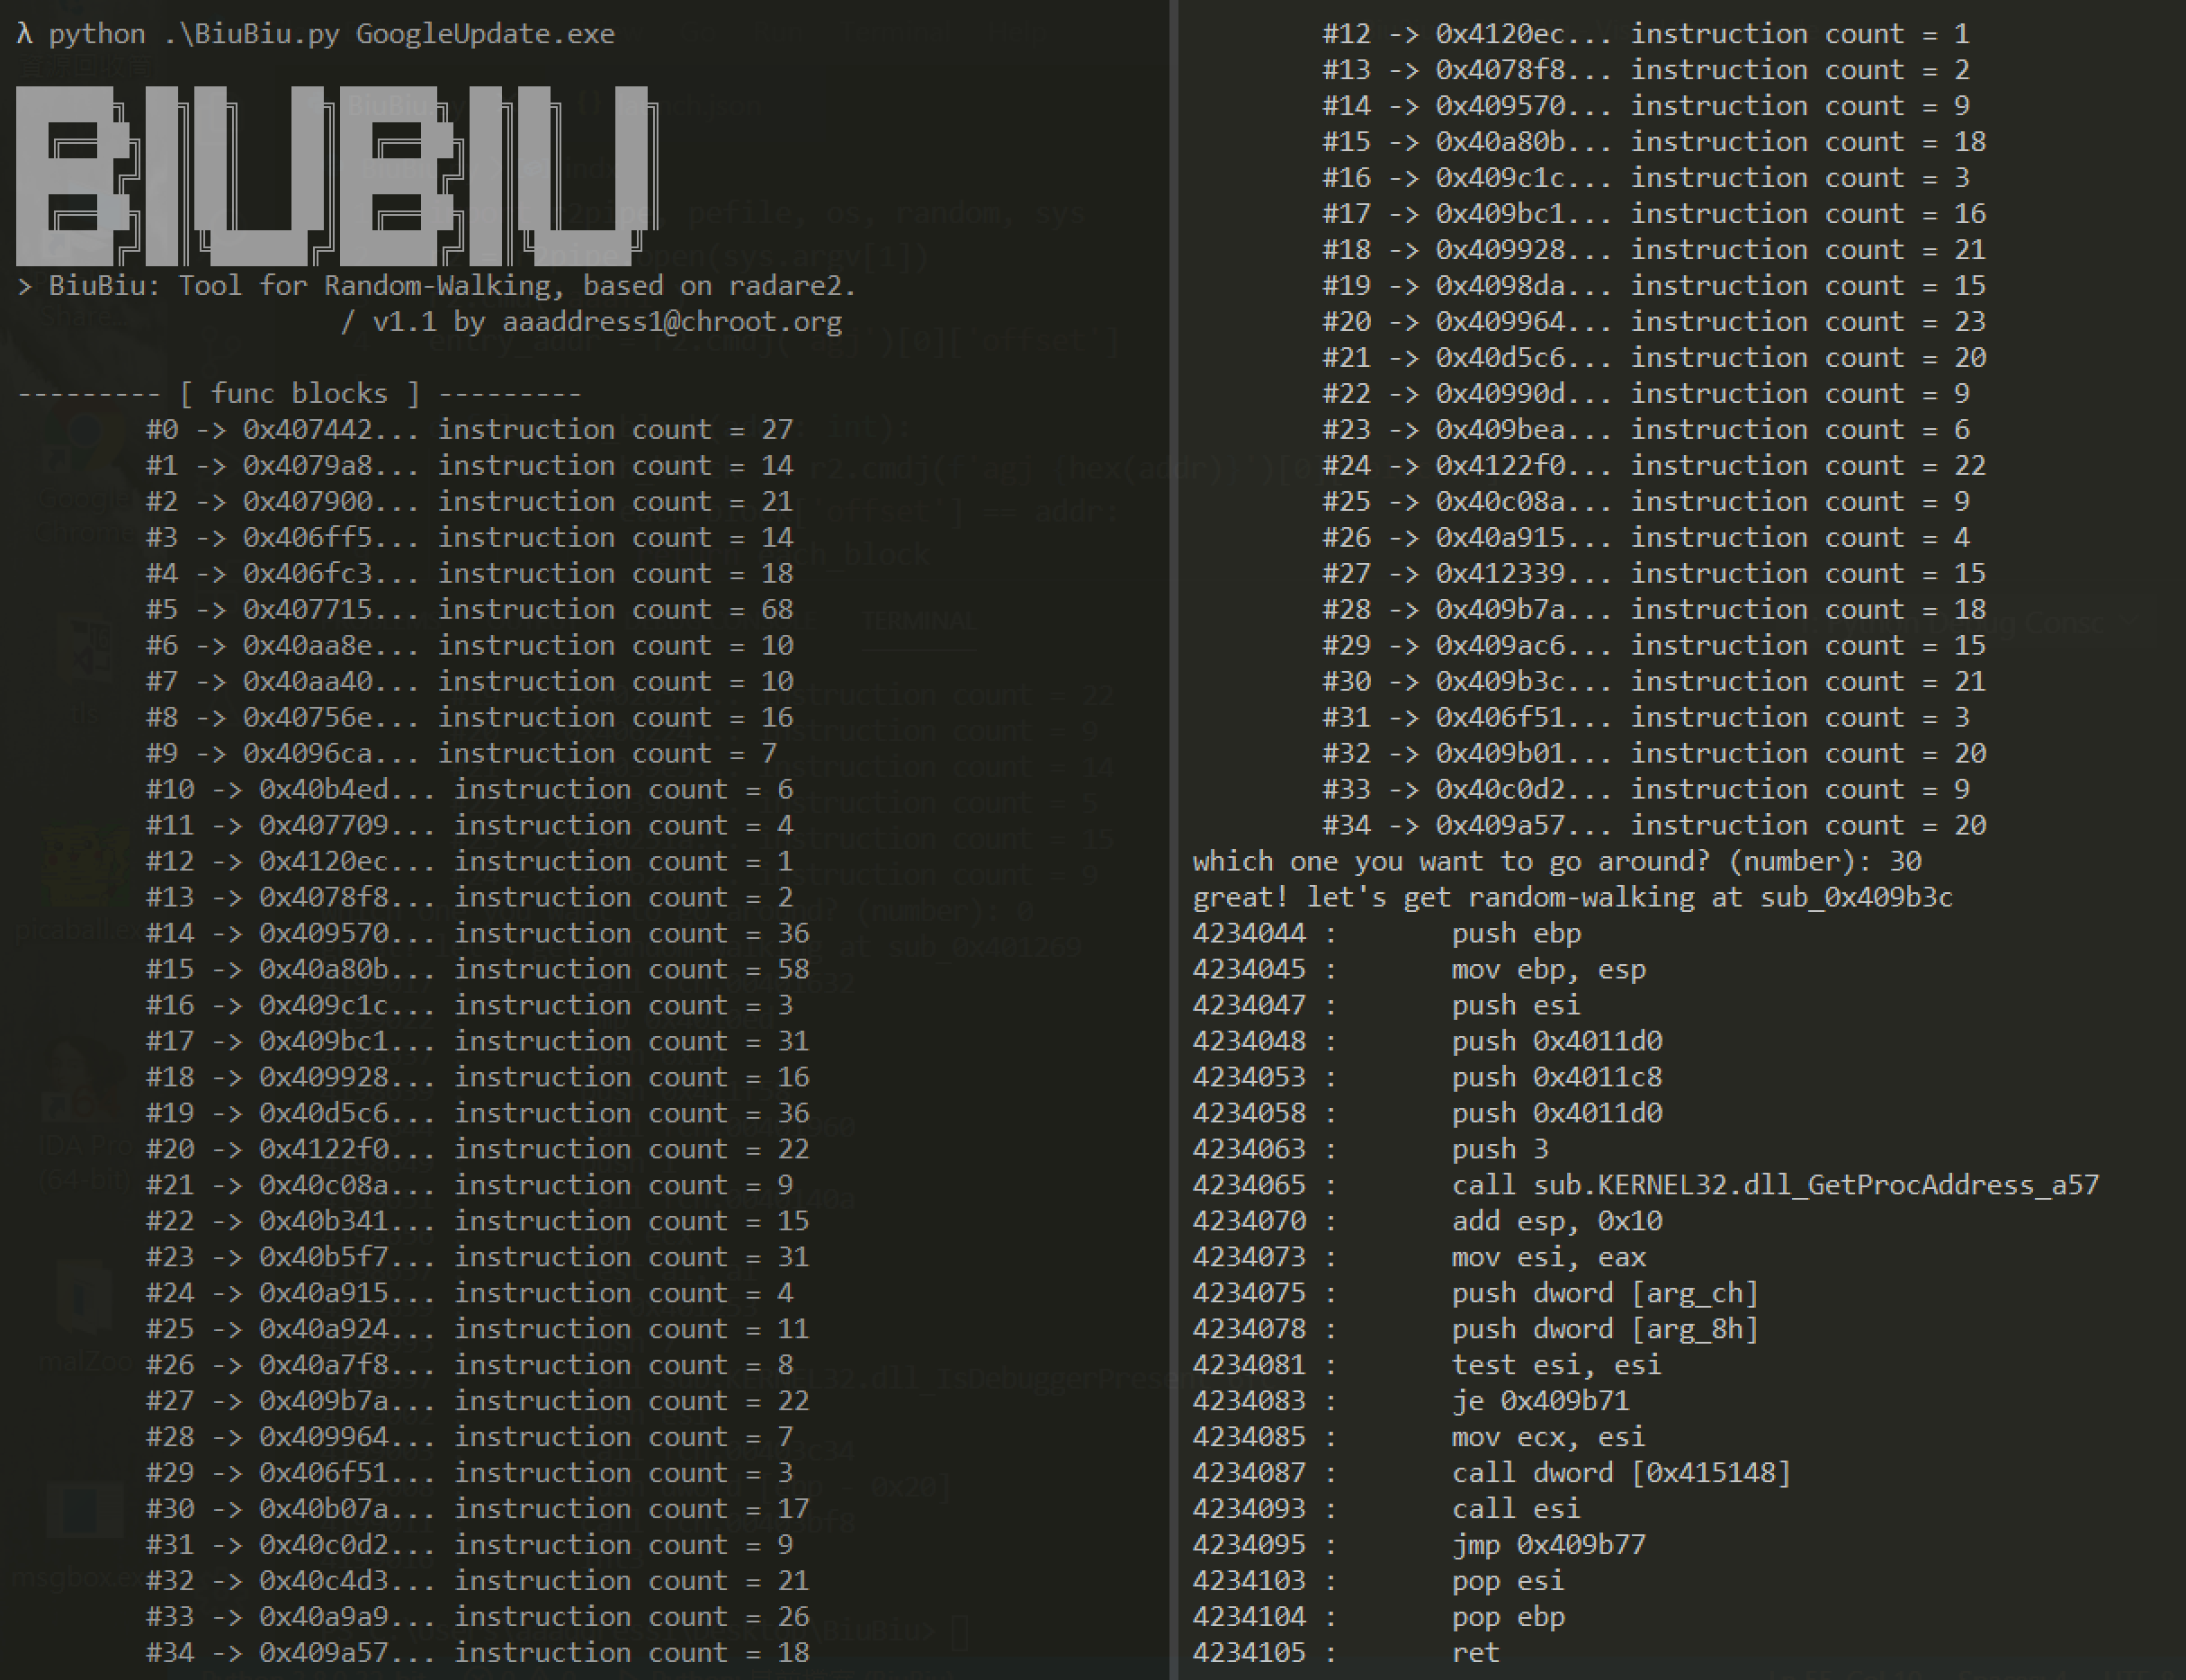 λ python .\BiuBiu.py GoogleUpdate.exe
BIUBIU
> BiuBiu: Tool for Random-Walking, based on radare2.
/ v1.1 by aaaddress1@chroot.org
--------- [ func blocks ] ---------
#0 -> 0x407442... instruction count = 27
#1 -> 0x4079a8... instruction count = 14
#2 -> 0x407900... instruction count = 21
#3 -> 0x406ff5... instruction count = 14
#4 -> 0x406fc3... instruction count = 18
#5 -> 0x407715... instruction count = 68
#6 -> 0x40aa8e... instruction count = 10
#7 -> 0x40aa40... instruction count = 10
#8 -> 0x40756e... instruction count = 16
#9 -> 0x4096ca... instruction count = 7
#10 -> 0x40b4ed... instruction count = 6
#11 -> 0x407709... instruction count = 4
#12 -> 0x4120ec... instruction count = 1
#13 -> 0x4078f8... instruction count = 2
#14 -> 0x409570... instruction count = 36
#15 -> 0x40a80b... instruction count = 58
#16 -> 0x409c1c... instruction count = 3
#17 -> 0x409bc1... instruction count = 31
#18 -> 0x409928... instruction count = 16
#19 -> 0x40d5c6... instruction count = 36
#20 -> 0x4122f0... instruction count = 22
#21 -> 0x40c08a... instruction count = 9
#22 -> 0x40b341... instruction count = 15
#23 -> 0x40b5f7... instruction count = 31
#24 -> 0x40a915... instruction count = 4
#25 -> 0x40a924... instruction count = 11
#26 -> 0x40a7f8... instruction count = 8
#27 -> 0x409b7a... instruction count = 22
#28 -> 0x409964... instruction count = 7
#29 -> 0x406f51... instruction count = 3
#30 -> 0x40b07a... instruction count = 17
#31 -> 0x40c0d2... instruction count = 9
#32 -> 0x40c4d3... instruction count = 21
#33 -> 0x40a9a9... instruction count = 26
#34 -> 0x409a57... instruction count = 18
#12 -> 0x4120ec... instruction count = 1
#13 -> 0x4078f8... instruction count = 2
#14 -> 0x409570... instruction count = 9
#15 -> 0x40a80b... instruction count = 18
#16 -> 0x409c1c... instruction count = 3
#17 -> 0x409bc1... instruction count = 16
#18 -> 0x409928... instruction count = 21
#19 -> 0x4098da... instruction count = 15
#20 -> 0x409964... instruction count = 23
#21 -> 0x40d5c6... instruction count = 20
#22 -> 0x40990d... instruction count = 9
#23 -> 0x409bea... instruction count = 6
#24 -> 0x4122f0... instruction count = 22
#25 -> 0x40c08a... instruction count = 9
#26 -> 0x40a915... instruction count = 4
#27 -> 0x412339... instruction count = 15
#28 -> 0x409b7a... instruction count = 18
#29 -> 0x409ac6... instruction count = 15
#30 -> 0x409b3c... instruction count = 21
#31 -> 0x406f51... instruction count = 3
#32 -> 0x409b01... instruction count = 20
#33 -> 0x40c0d2... instruction count = 9
#34 -> 0x409a57... instruction count = 20
which one you want to go around? (number): 30
great! let's get random-walking at sub_0x409b3c
4234044 : push ebp
4234045 : mov ebp, esp
4234047 : push esi
4234048 : push 0x4011d0
4234053 : push 0x4011c8
4234058 : push 0x4011d0
4234063 : push 3
4234065 : call sub.KERNEL32.dll_GetProcAddress_a57
4234070 : add esp, 0x10
4234073 : mov esi, eax
4234075 : push dword [arg_ch]
4234078 : push dword [arg_8h]
4234081 : test esi, esi
4234083 : je 0x409b71
4234085 : mov ecx, esi
4234087 : call dword [0x415148]
4234093 : call esi
4234095 : jmp 0x409b77
4234103 : pop esi
4234104 : pop ebp
4234105 : ret